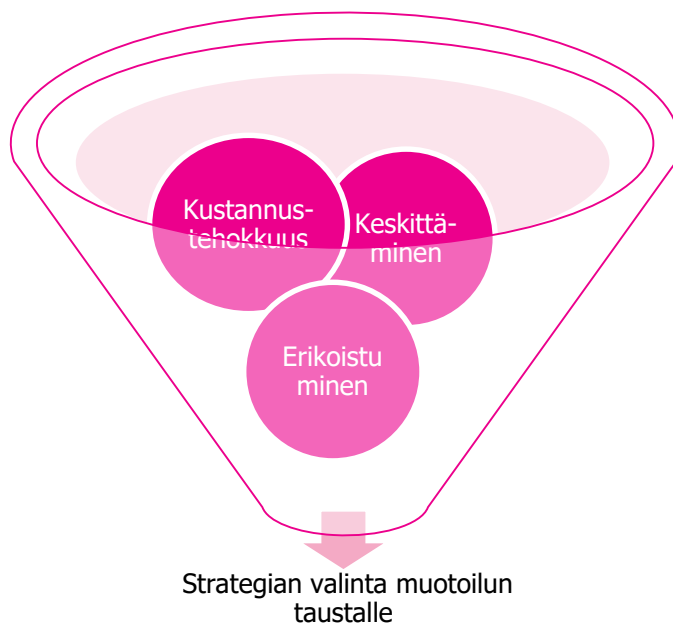 Kustannus-
tehokkuus
Keskittä-
minen
Erikoistu
minen
Strategian valinta muotoilun
taustalle